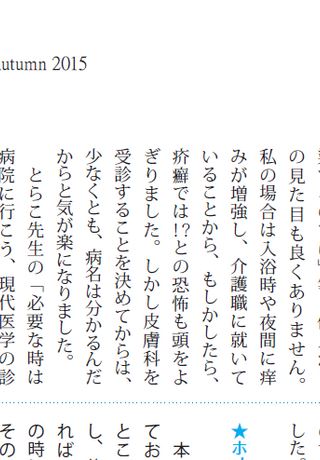 utumn 2015
の見た目も良くありません。
私の場合は入浴時や夜間に痒
みが増強し、介護職に就いて
いることから、もしかしたら、
疥癬では!?との恐怖も頭をよ
ぎりました。しかし皮膚科を
受診することを決めてからは、
少なくとも、病名は分かるんだ
からと気が楽になりました。
とらこ先生の「必要な時は
病院に行こう、現代医学の診
した。
★ホ
本
てお
とこ
し、
れば
の時
その